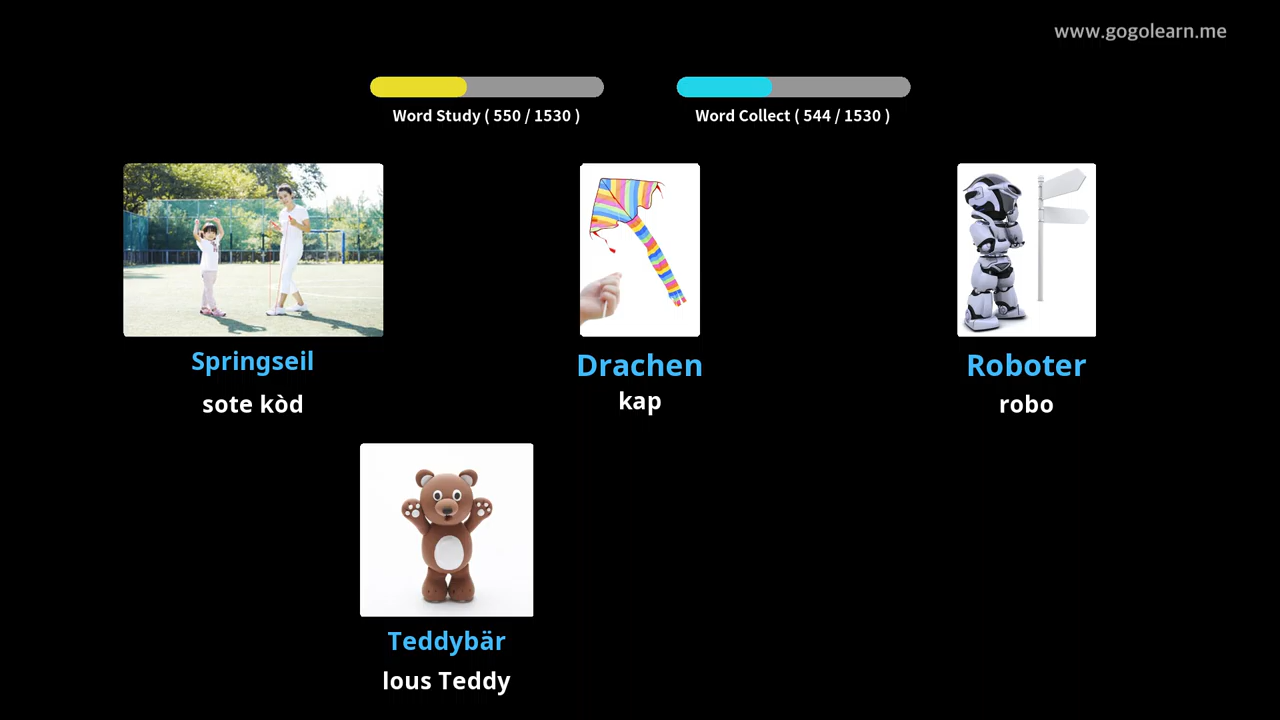 www.gogolearn.me
Word Study ( 550 / 1530 )
Word Collect ( 544 / 1530 )
Springseil
Drachen
Roboter
sote kòd
kap
robo
Teddybär
lous Teddy